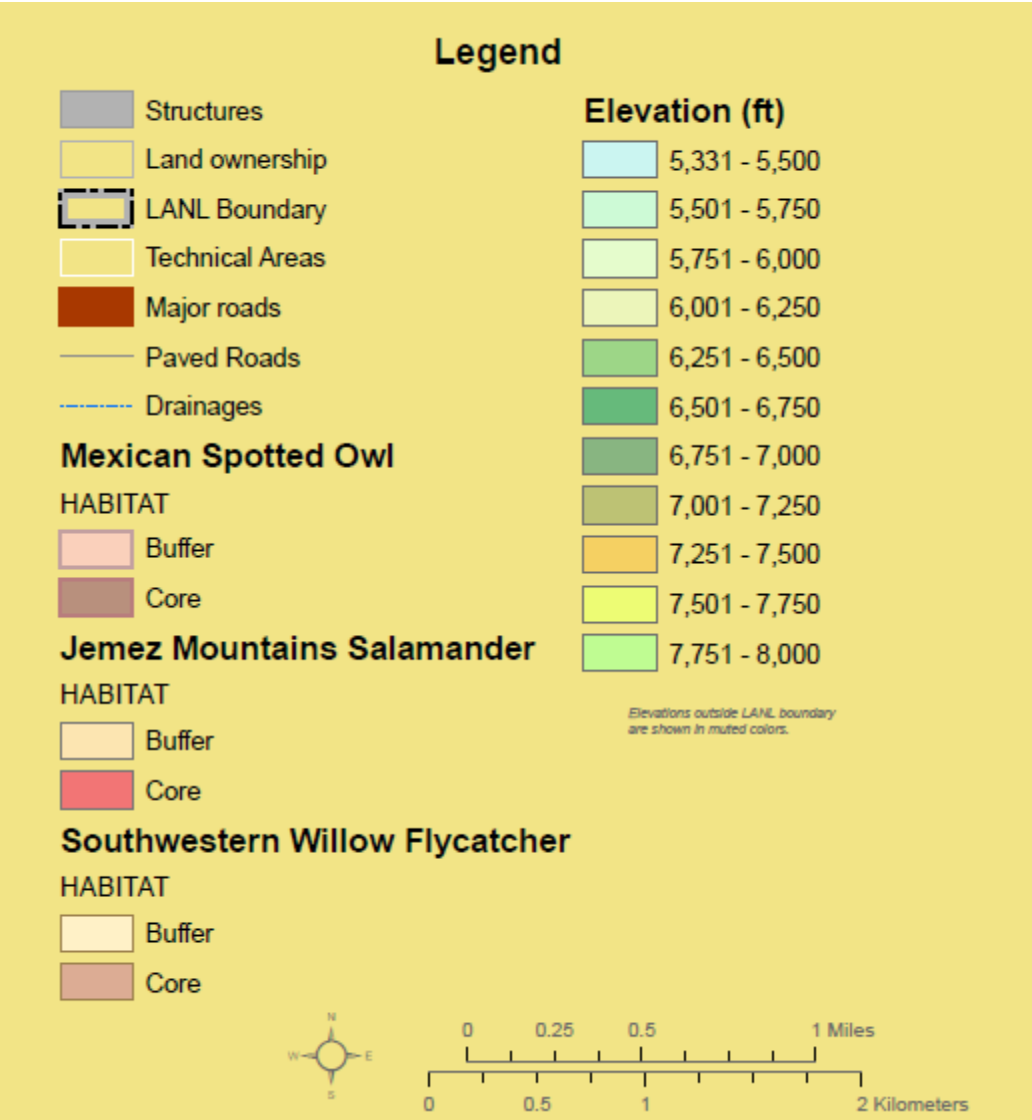 Legend
Structures
Land ownership
LANL Boundary
Technical Areas
Major roads
Paved Roads
Drainages
Mexican Spotted Owl
HABITAT
Buffer
Core
Jemez Mountains Salamander
HABITAT
Buffer
Core
Southwestern Willow Flycatcher
HABITAT
Buffer
Core
Elevation (ft)
5,331 - 5,500
5,501 - 5,750
5,751 - 6,000
6,001 - 6,250
6,251 - 6,500
6,501 - 6,750
6,751 - 7,000
7,001 - 7,250
7,251 - 7,500
7,501 - 7,750
7,751 - 8,000
Elevations outside LANL boundary
are shown in muted colors.
N
W E
S
0 0.25 0.5 1 Miles
0 0.5 1 2 Kilometers